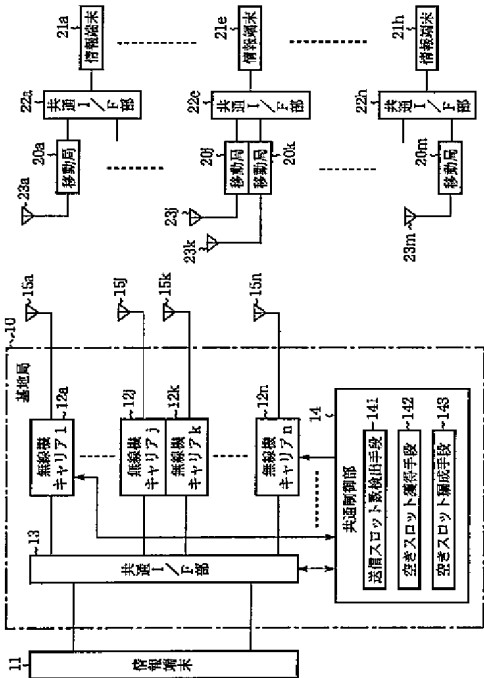 21a
情報端末
21e
情報端末
21h
情報端末
22a
共通I/F部
22e
共通I/F部
22h
共通I/F部
20a
移動局
20j
移動局
移動局
20k
20m
移動局
23a
23j
23k
23m
15a
15j
15k
15n
10
基地局
12a
無線機
キャリア1
12j
無線機
キャリアj
12k
無線機
キャリアk
12n
無線機
キャリアn
13
共通I/F部
14
共通制御部
送信スロット数検出手段
141
空きスロット獲得手段
142
空きスロット編成手段
143
11
情報端末